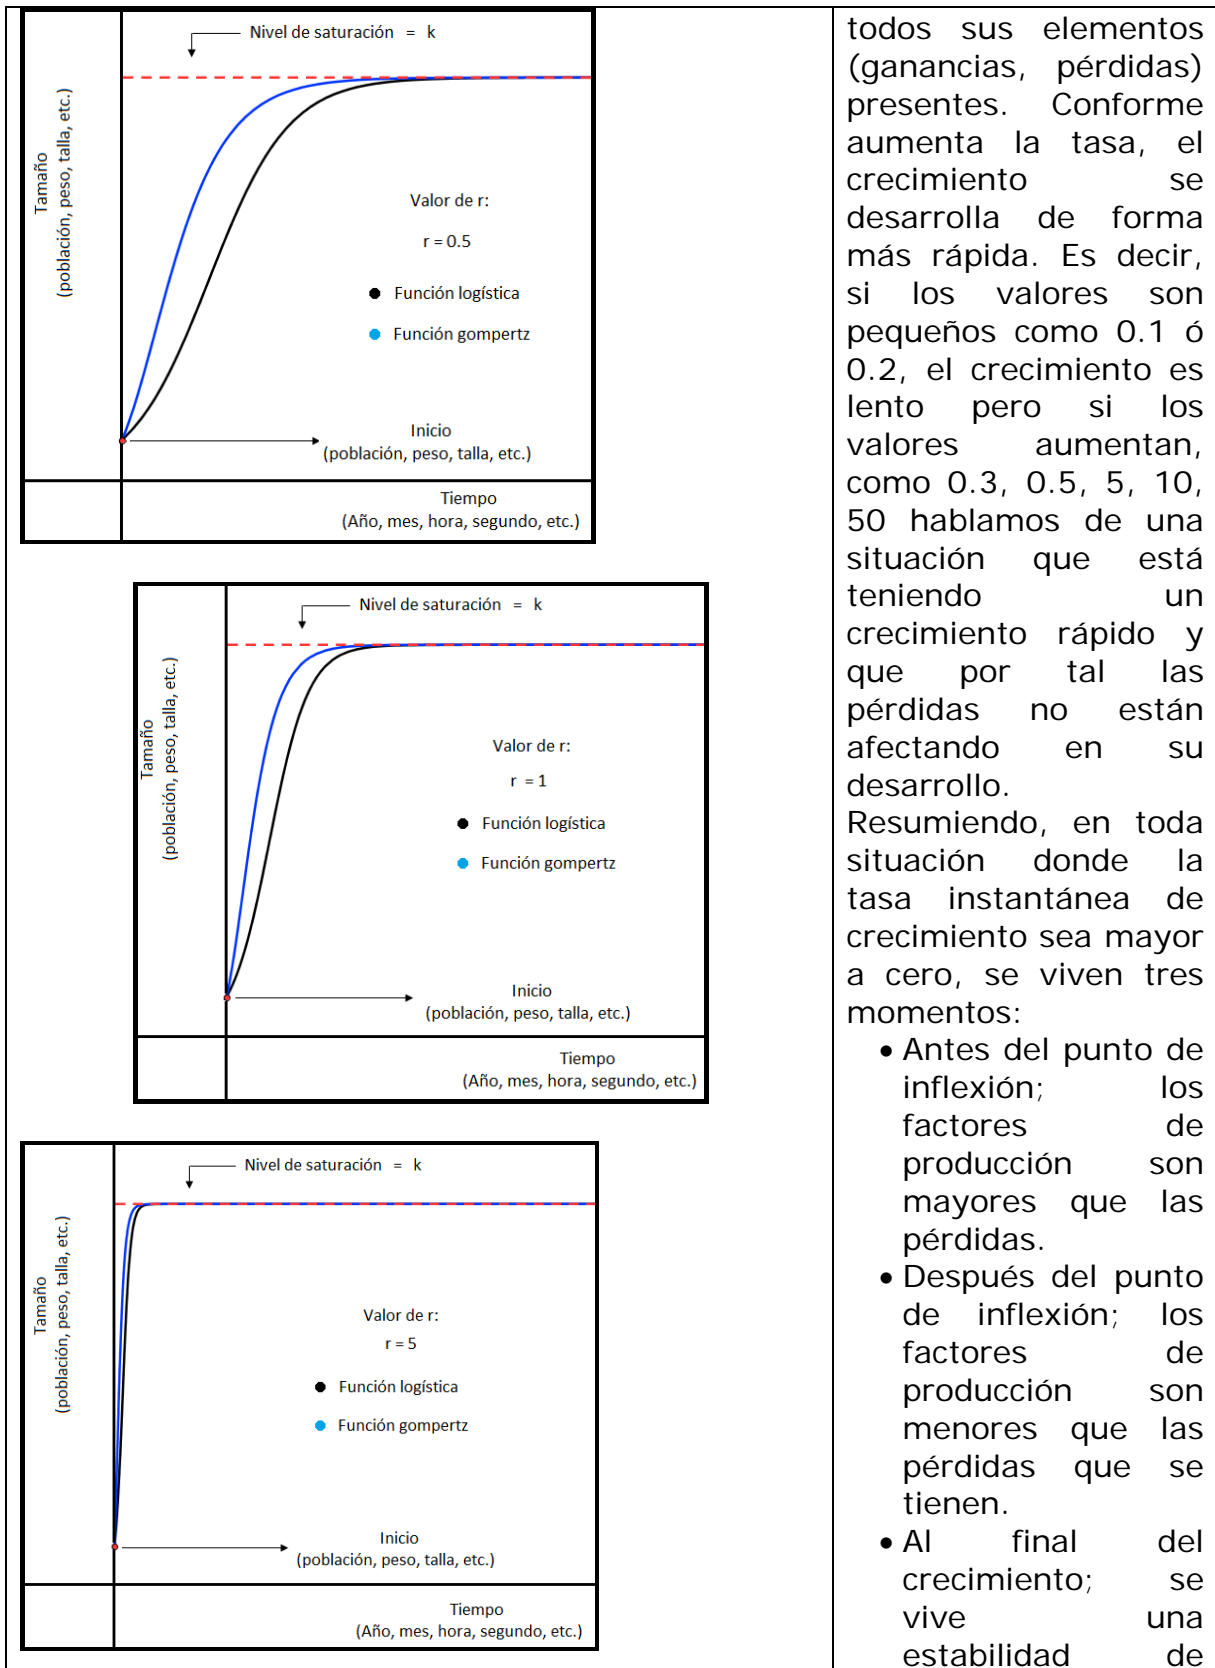 Nivel de saturación = k
Tamaño
(población, peso, talla, etc.)
Valor de r:
r = 0.5
Función logística
Función gompertz
Inicio
(población, peso, talla, etc.)
Tiempo
(Año, mes, hora, segundo, etc.)
Nivel de saturación = k
Tamaño
(población, peso, talla, etc.)
Valor de r:
r = 1
Función logística
Función gompertz
Inicio
(población, peso, talla, etc.)
Tiempo
(Año, mes, hora, segundo, etc.)
Nivel de saturación = k
Tamaño
(población, peso, talla, etc.)
Valor de r:
r = 5
Función logística
Función gompertz
Inicio
(población, peso, talla, etc.)
Tiempo
(Año, mes, hora, segundo, etc.)
todos sus elementos
(ganancias, pérdidas)
presentes. Conforme
aumenta la tasa, el
crecimiento se
desarrolla de forma
más rápida. Es decir,
si los valores son
pequeños como 0.1 ó
0.2, el crecimiento es
lento pero si los
valores aumentan,
como 0.3, 0.5, 5, 10,
50 hablamos de una
situación que está
teniendo un
crecimiento rápido y
que por tal las
pérdidas no están
afectando en su
desarrollo.
Resumiendo, en toda
situación donde la
tasa instantánea de
crecimiento sea mayor
a cero, se viven tres
momentos:
• Antes del punto de
inflexión; los
factores de
producción son
mayores que las
pérdidas.
• Después del punto
de inflexión; los
factores de
producción son
menores que las
pérdidas que se
tienen.
• Al final del
crecimiento; se
vive una
estabilidad de